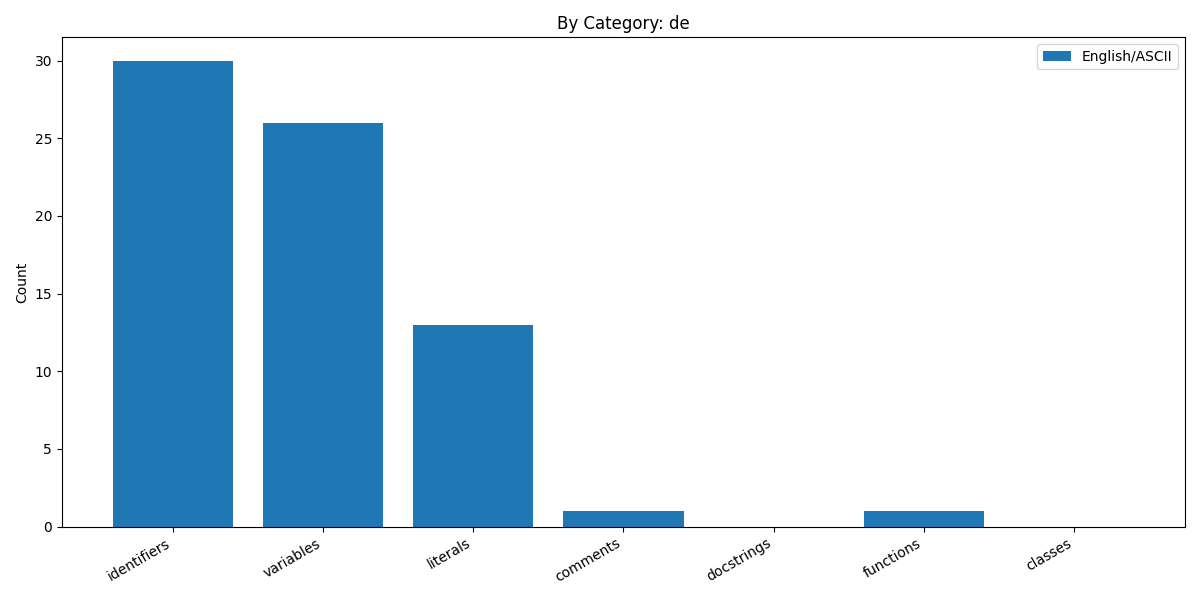 By Category: de
English/ASCII
Count
30
25
20
15
10
5
0
identifiers
variables
literals
comments
docstrings
functions
classes